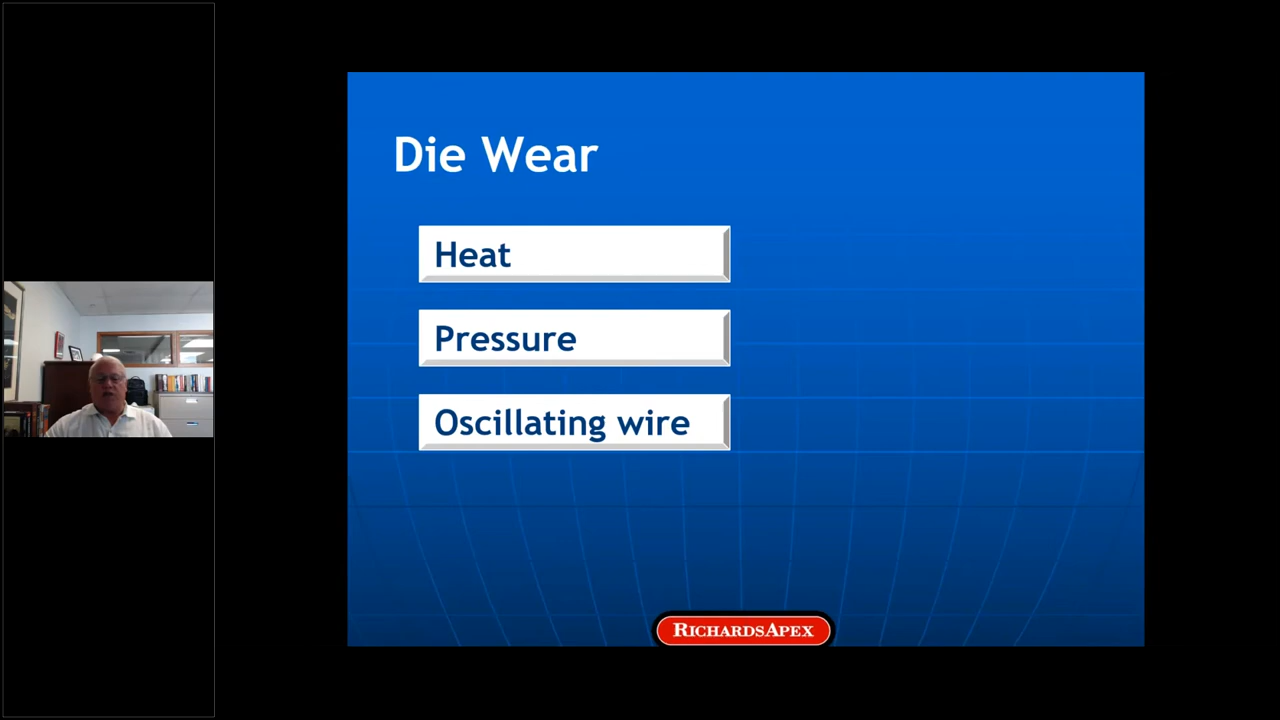 Die Wear
Heat
Pressure
Oscillating wire
RICHARDSAPEX